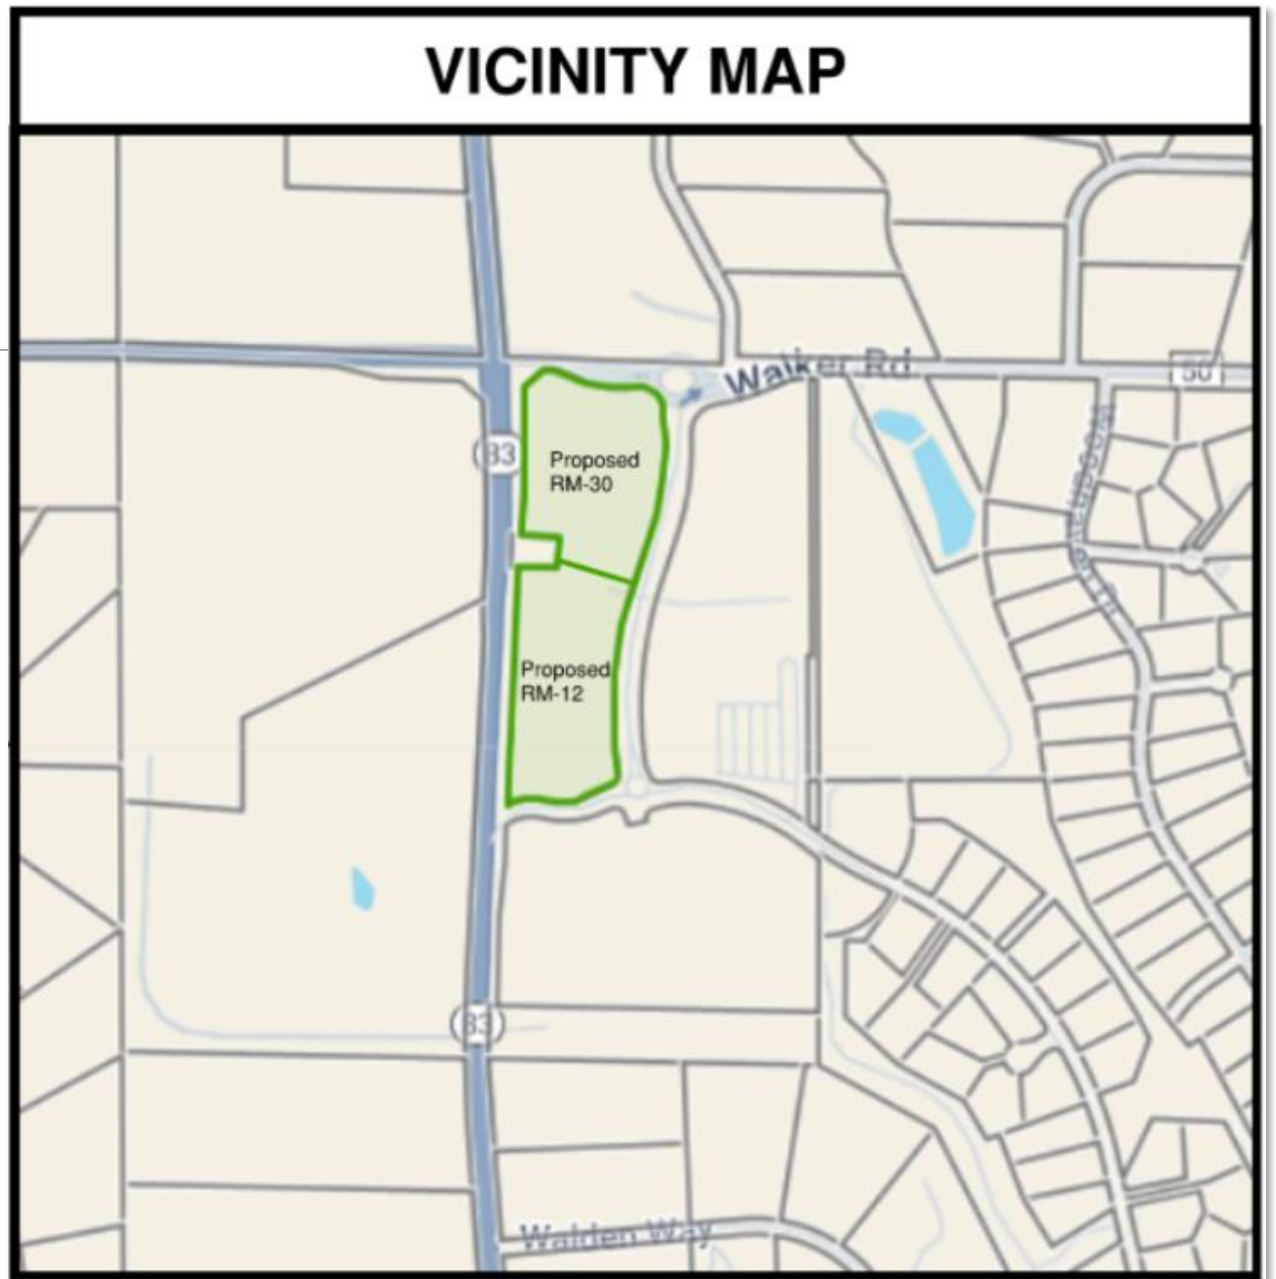 VICINITY MAP
Walker Rd
50
83
Proposed
RM-30
Proposed
RM-12
83
Walden Way